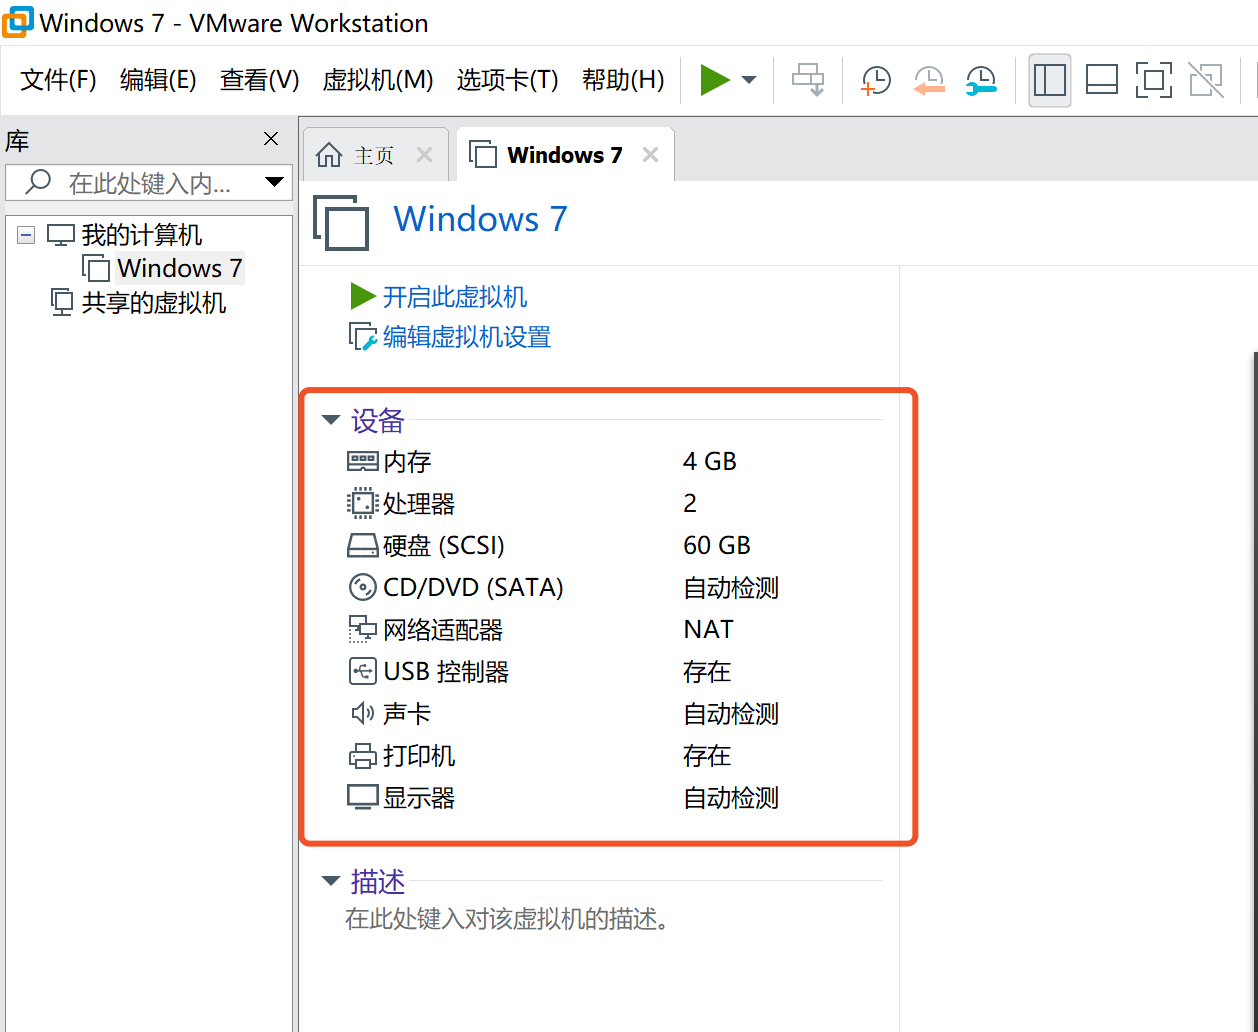 Windows 7 - VMware Workstation
文件(F) 编辑(E) 查看(V) 虚拟机(M) 选项卡(T) 帮助(H)
库
在此处键入内...
我的计算机
Windows 7
共享的虚拟机
主页
Windows 7
Windows 7
开启此虚拟机
编辑虚拟机设置
设备
内存 4 GB
处理器 2
硬盘 (SCSI) 60 GB
CD/DVD (SATA) 自动检测
网络适配器 NAT
USB 控制器 存在
声卡 自动检测
打印机 存在
显示器 自动检测
描述
在此处键入对该虚拟机的描述。